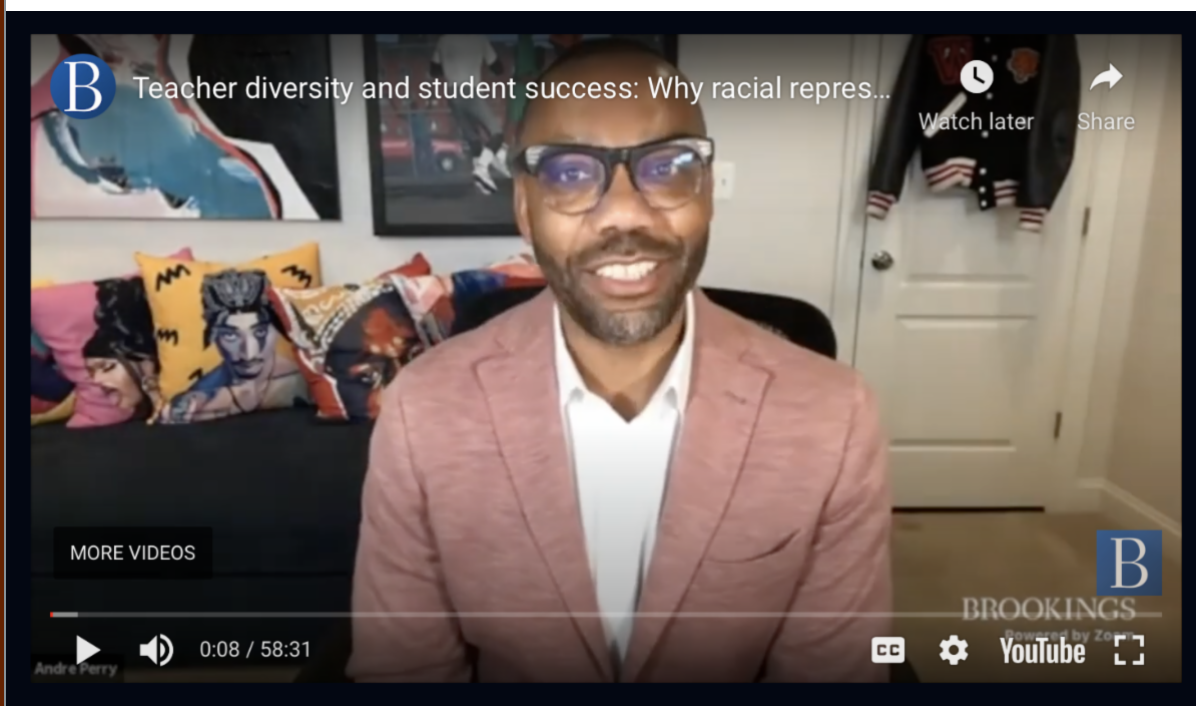 B
Teacher diversity and student success: Why racial repres...
Watch later
Share
MORE VIDEOS
B
BROOKINGS
Powered by Zoom
0:08 / 58:31
CC
YouTube
Andre Perry